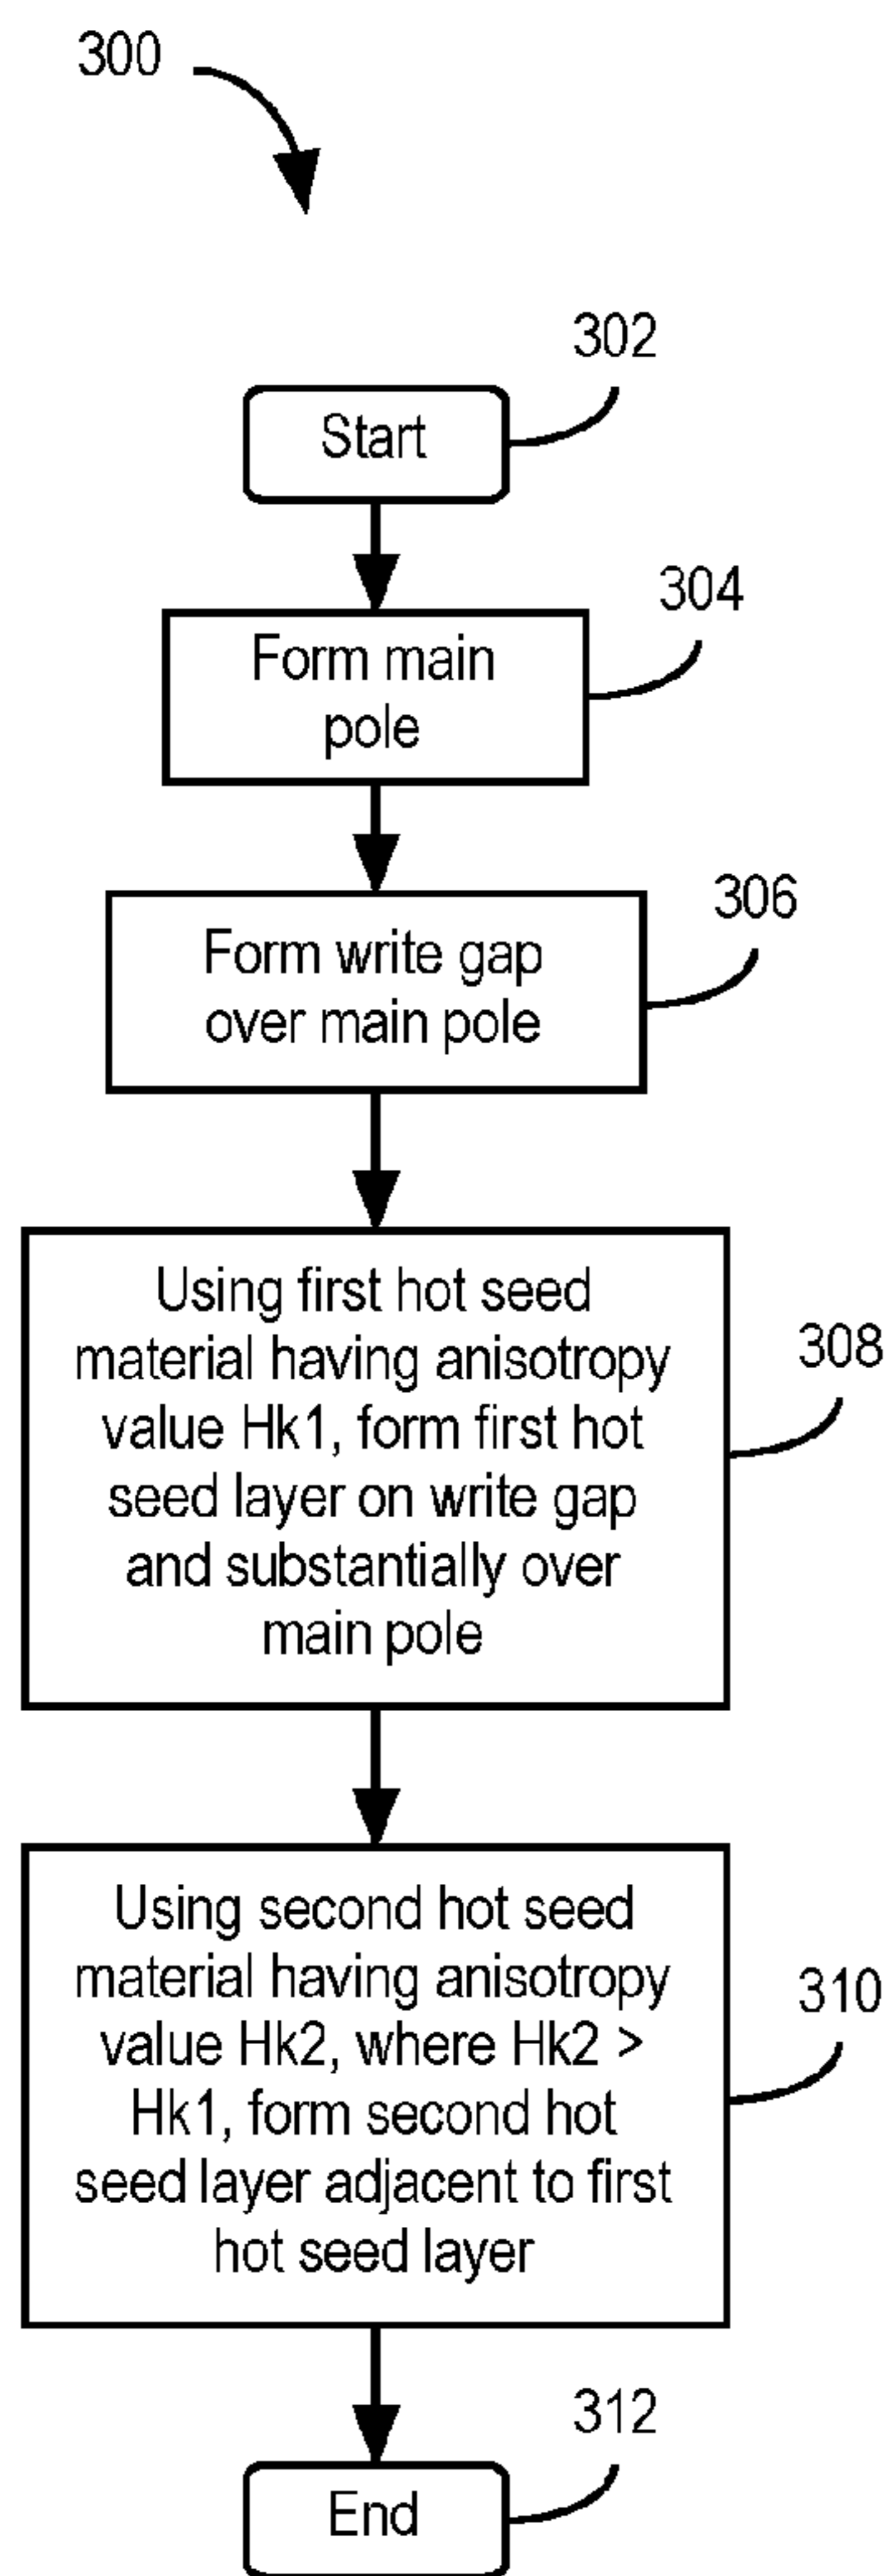 300
302
Start
304
Form main
pole
306
Form write gap
over main pole
308
Using first hot seed
material having anisotropy
value Hk1, form first hot
seed layer on write gap
and substantially over
main pole
310
Using second hot seed
material having anisotropy
value Hk2, where Hk2 >
Hk1, form second hot
seed layer adjacent to first
hot seed layer
312
End